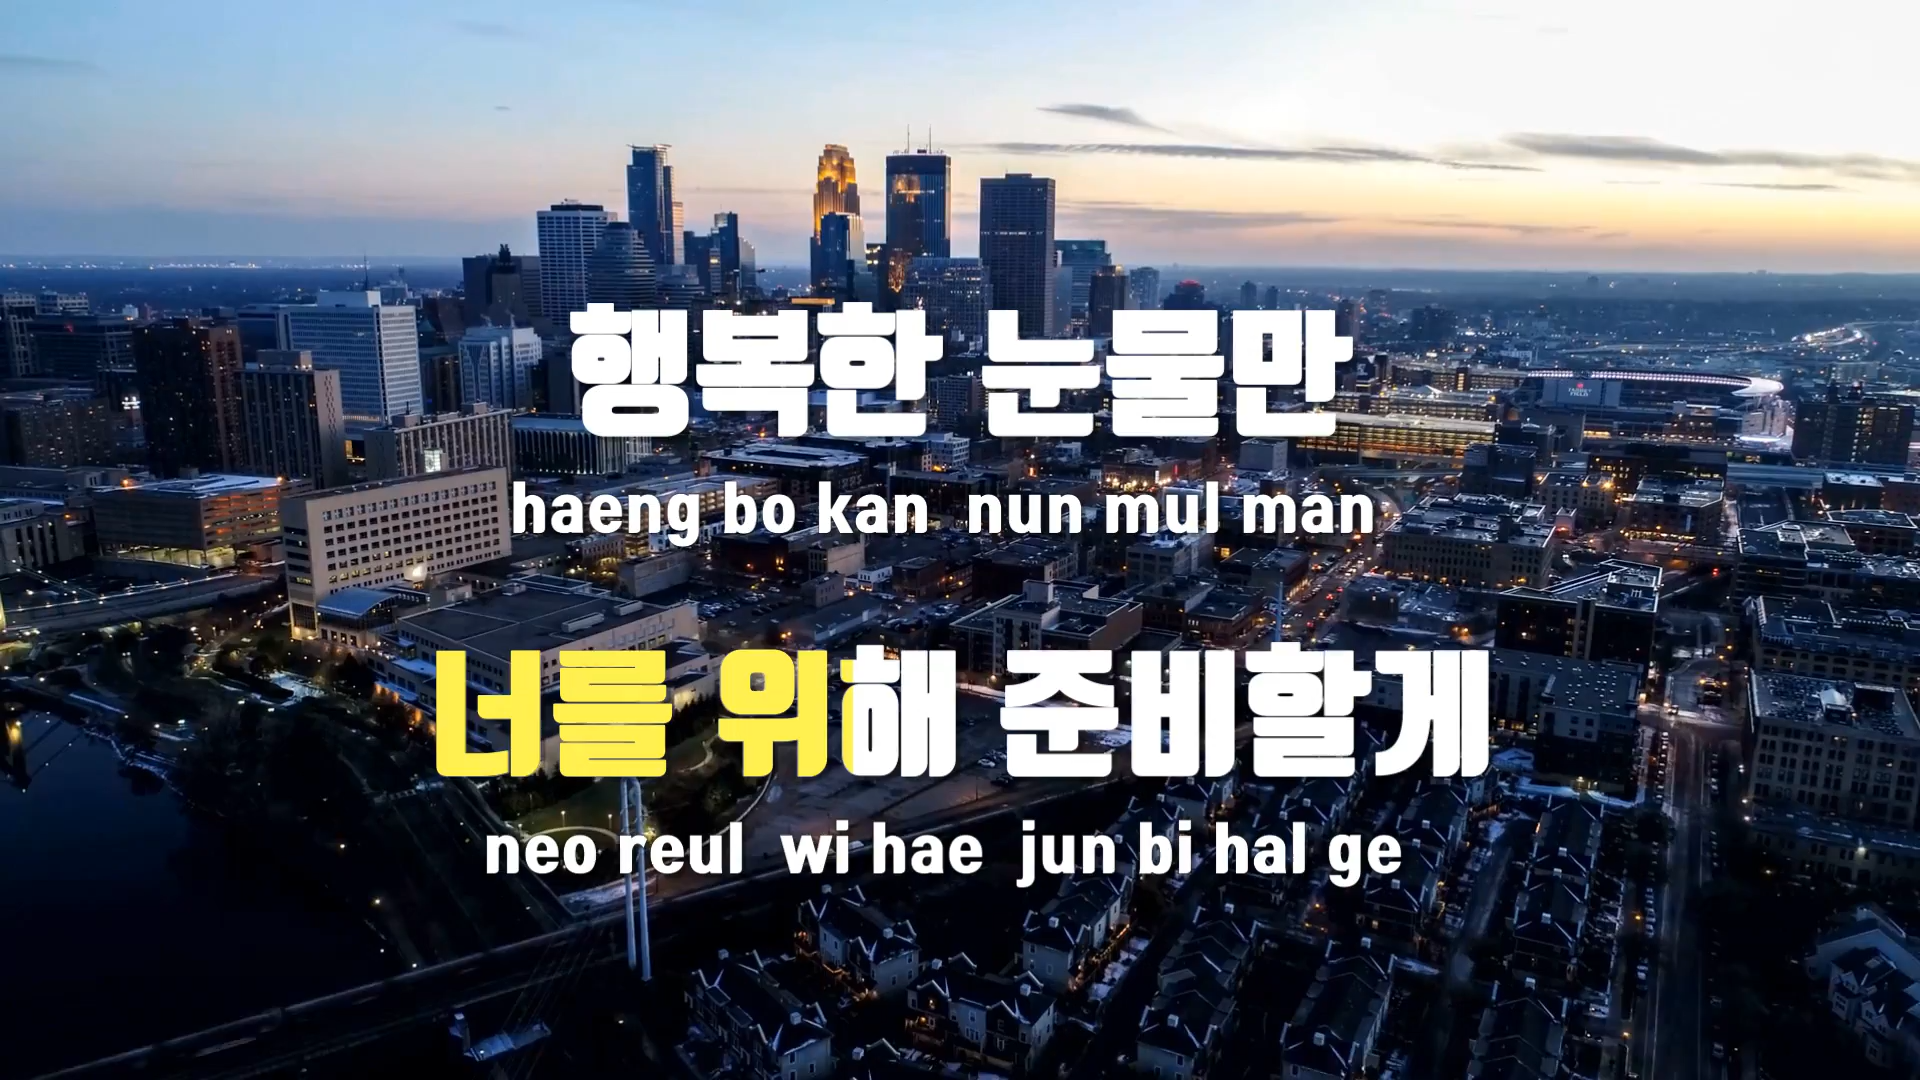 행복한 눈물만
haeng bo kan nun mul man
너를 위해 준비할게
neo reul wi hae jun bi hal ge